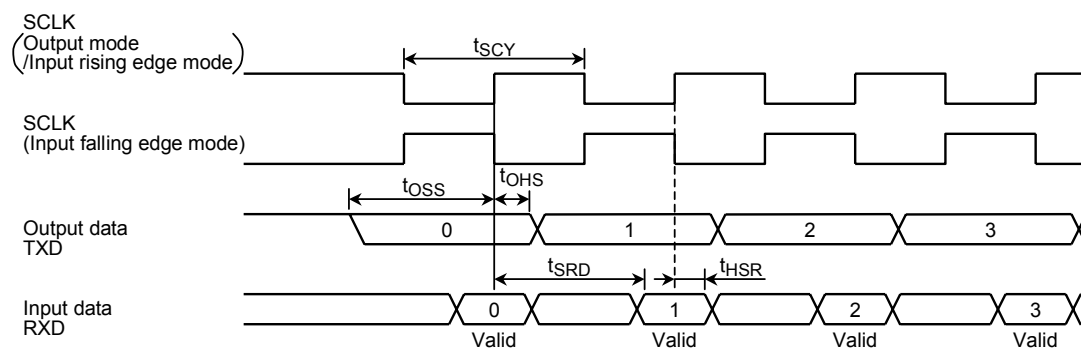 SCLK
(Output mode
/Input rising edge mode)
tSCY
SCLK
(Input falling edge mode)
tOSS
tOHS
Output data
TXD
0
1
2
3
tSRD
tHSR
Input data
RXD
0
1
2
3
Valid
Valid
Valid
Valid